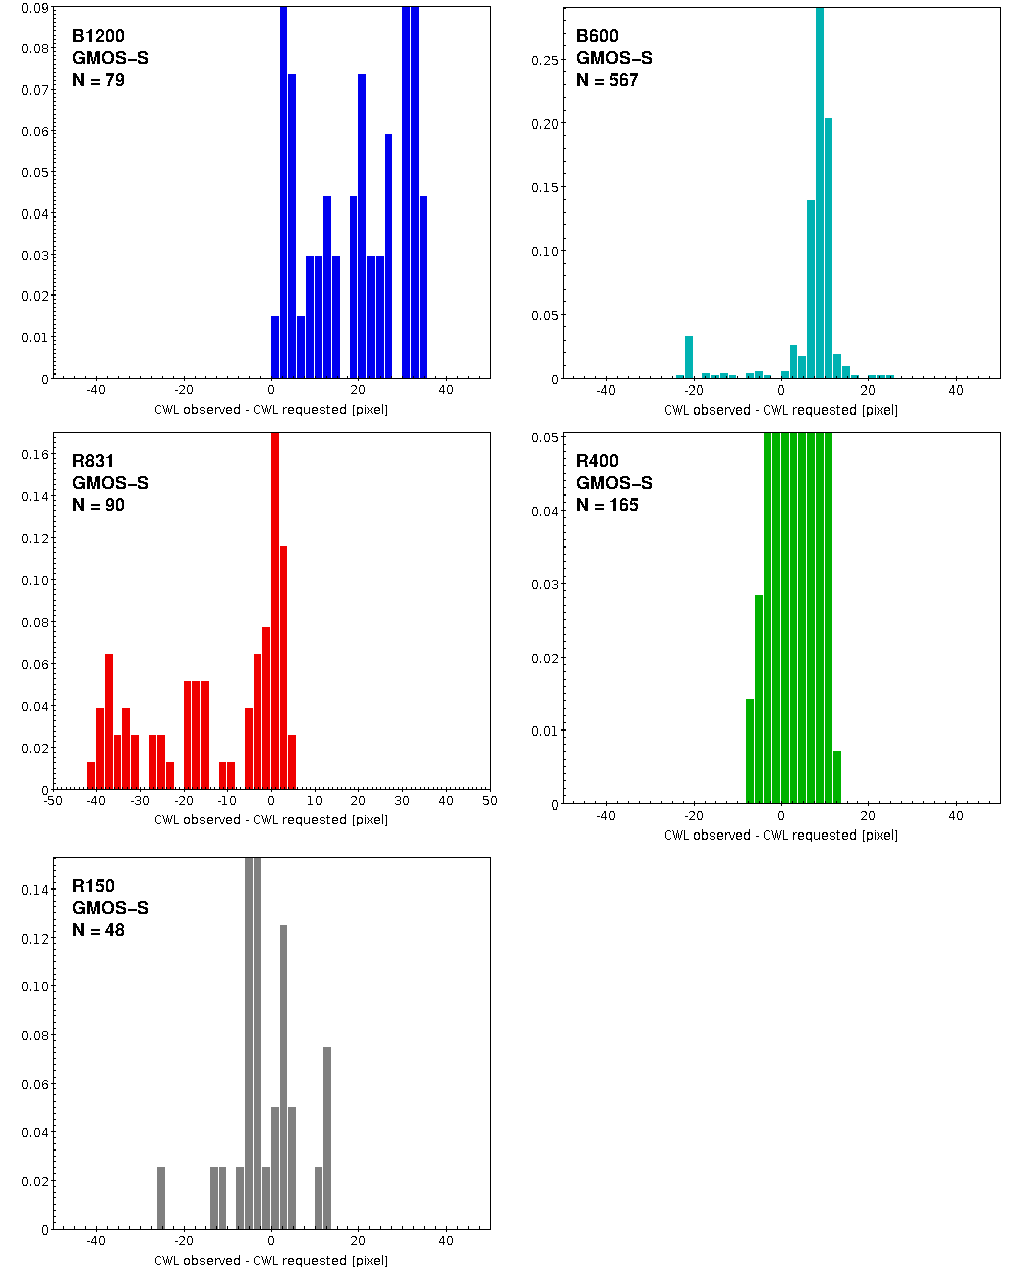 B1200
GMOS−S
N = 79
0.09
0.08
0.07
0.06
0.05
0.04
0.03
0.02
0.01
0
-40 -20 0 20 40
CWL observed - CWL requested [pixel]
B600
GMOS−S
N = 567
0.25
0.20
0.15
0.10
0.05
0
-40 -20 0 20 40
CWL observed - CWL requested [pixel]
R831
GMOS−S
N = 90
0.16
0.14
0.12
0.10
0.08
0.06
0.04
0.02
0
-50 -40 -30 -20 -10 0 10 20 30 40 50
CWL observed - CWL requested [pixel]
R400
GMOS−S
N = 165
0.05
0.04
0.03
0.02
0.01
0
-40 -20 0 20 40
CWL observed - CWL requested [pixel]
R150
GMOS−S
N = 48
0.14
0.12
0.10
0.08
0.06
0.04
0.02
0
-40 -20 0 20 40
CWL observed - CWL requested [pixel]